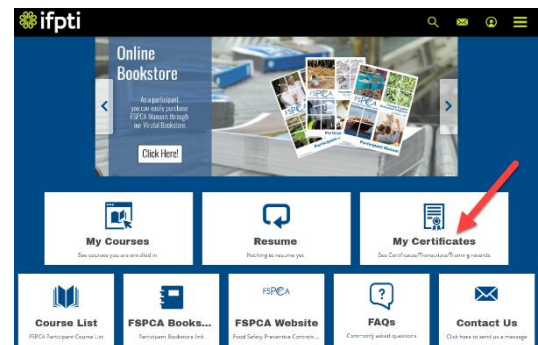 ifpti
Online
Bookstore
As a participant,
you can easily purchase
FSPCA Manuals through
our Virtual Bookstore.
Click Here!
FSPCA
My Courses
See courses you are enrolled in
Resume
Nothing to resume yet
My Certificates
See Certificates/Transcripts/Training records
Course List
FSPCA Participant Course List
FSPCA Books...
Participant Bookstore link
FSPCA
FSPCA Website
Food Safety Preventive Controls ...
FAQs
Commonly asked questions
Contact Us
Click here to send us a message